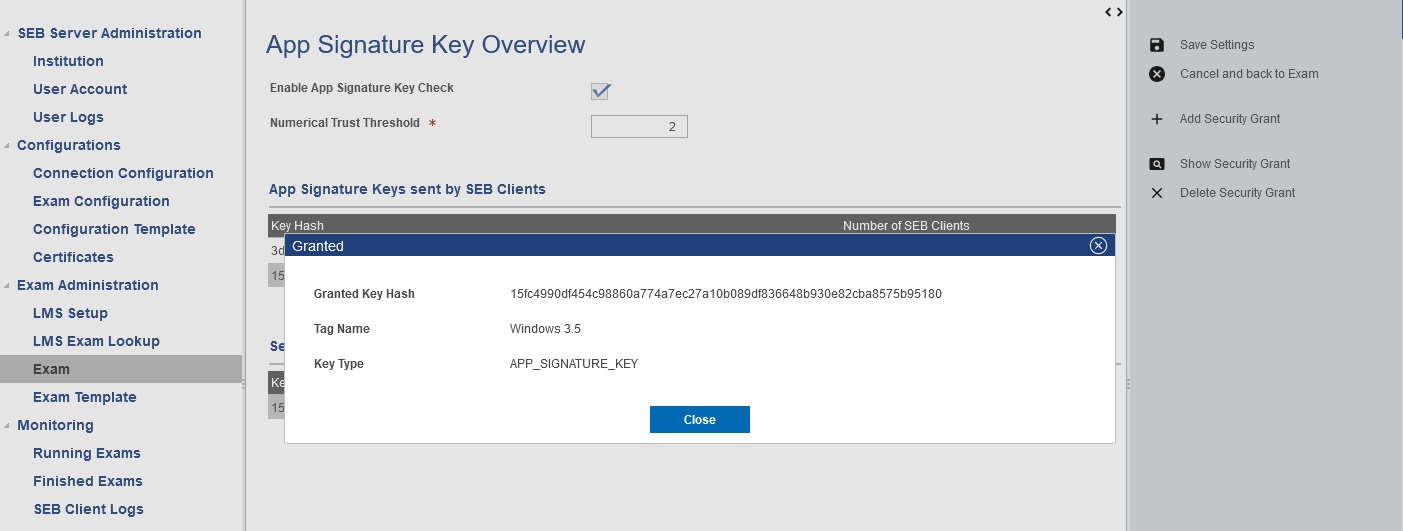 SEB Server Administration
Institution
User Account
User Logs
Configurations
Connection Configuration
Exam Configuration
Configuration Template
Certificates
Exam Administration
LMS Setup
LMS Exam Lookup
Exam
Exam Template
Monitoring
Running Exams
Finished Exams
SEB Client Logs
App Signature Key Overview
Enable App Signature Key Check
Numerical Trust Threshold *
2
App Signature Keys sent by SEB Clients
Key Hash Number of SEB Clients
3d
15
Se
Ke
15
Granted
Granted Key Hash 15fc4990df454c98860a774a7ec27a10b089df836648b930e82cba8575b95180
Tag Name Windows 3.5
Key Type APP_SIGNATURE_KEY
Close
Save Settings
Cancel and back to Exam
Add Security Grant
Show Security Grant
Delete Security Grant